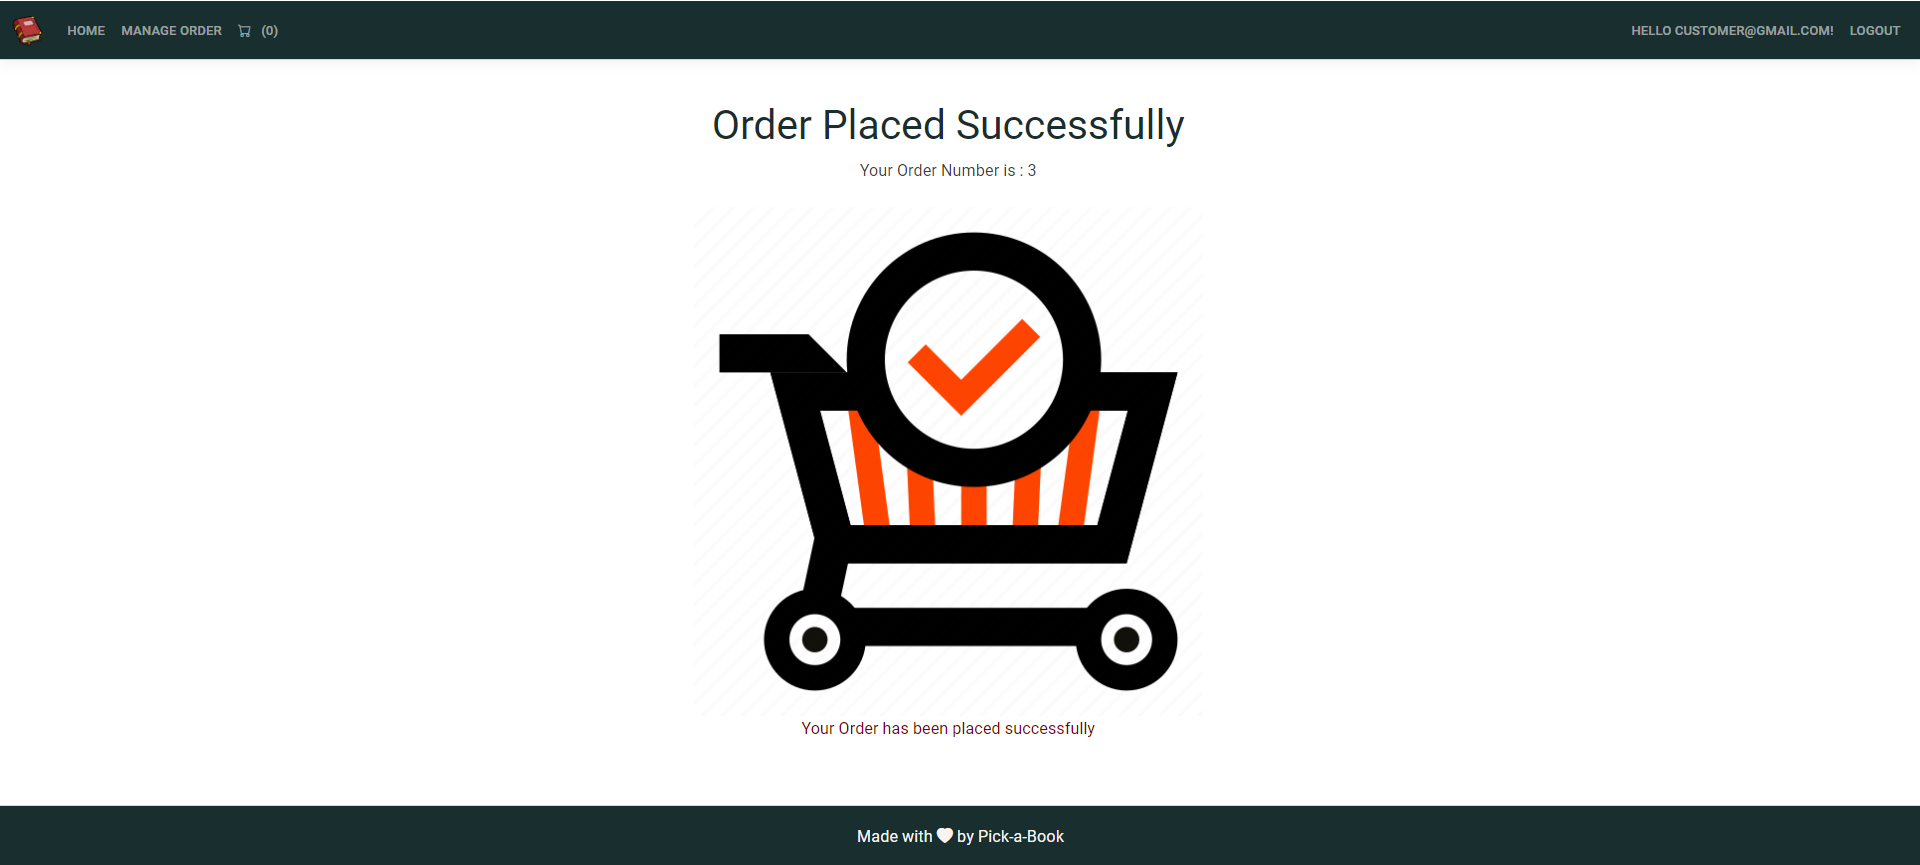 HOME MANAGE ORDER (0) HELLO CUSTOMER@GMAIL.COM! LOGOUT
Order Placed Successfully
Your Order Number is : 3
Your Order has been placed successfully
Made with by Pick-a-Book